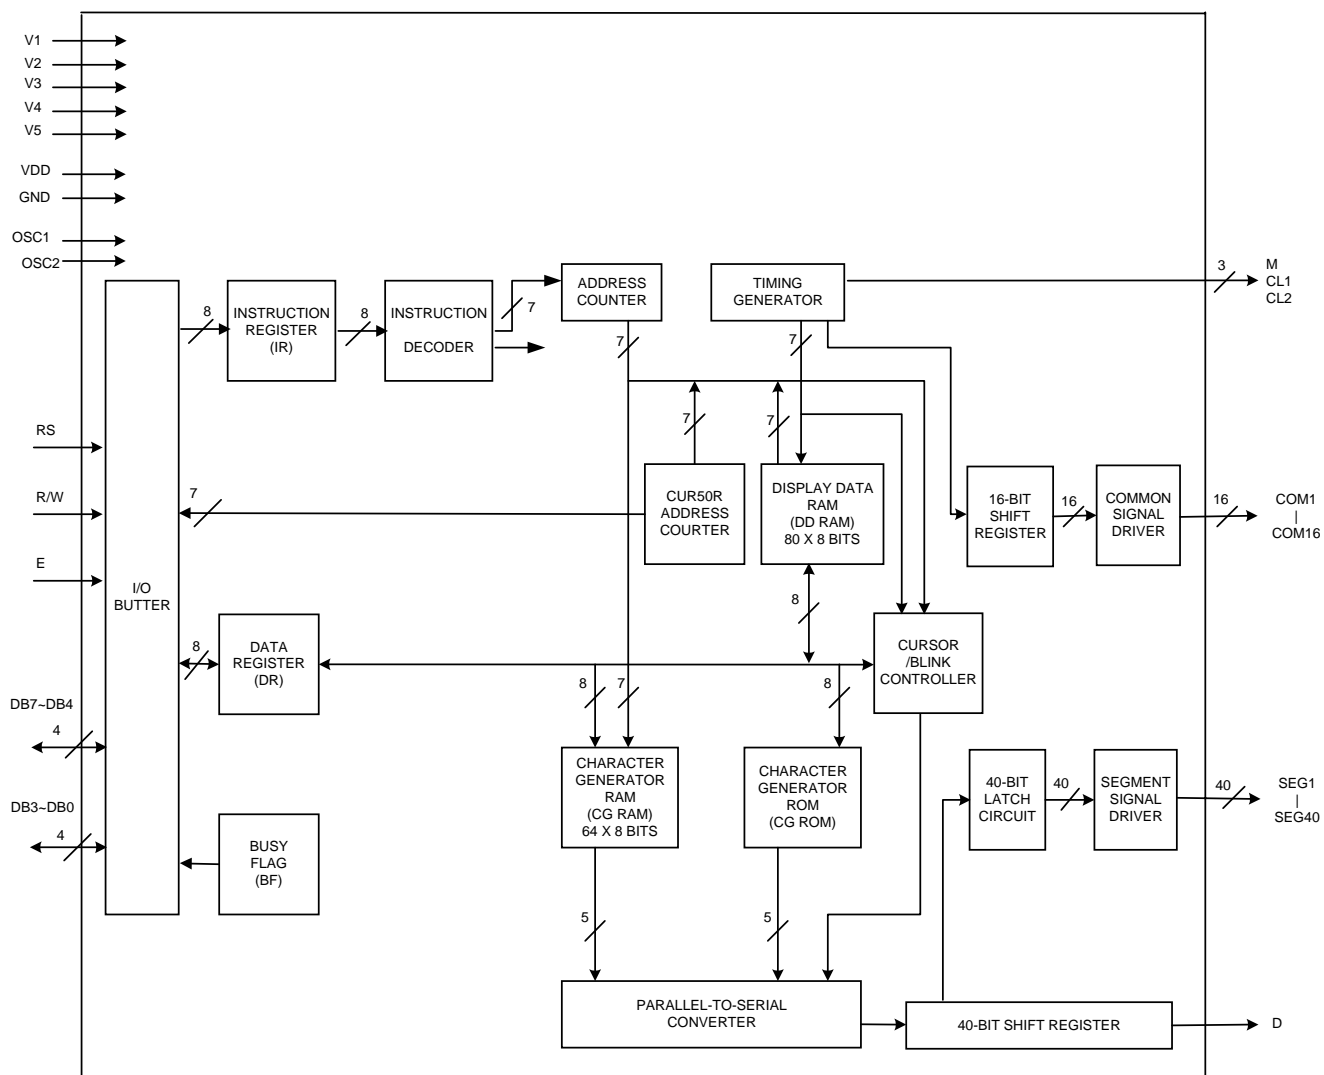 V1
V2
V3
V4
V5
VDD
GND
OSC1
OSC2
8
INSTRUCTION
REGISTER
(IR)
8
INSTRUCTION
DECODER
7
ADDRESS
COUNTER
TIMING
GENERATOR
3
M
CL1
CL2
7
7
7
7
RS
R/W
E
I/O
BUTTER
7
CUR50R
ADDRESS
COURTER
DISPLAY DATA
RAM
(DD RAM)
80 X 8 BITS
16-BIT
SHIFT
REGISTER
16
COMMON
SIGNAL
DRIVER
16
COM1
|
COM16
8
8
DATA
REGISTER
(DR)
CURSOR
/BLINK
CONTROLLER
8
7
8
DB7~DB4
4
DB3~DB0
4
BUSY
FLAG
(BF)
CHARACTER
GENERATOR
RAM
(CG RAM)
64 X 8 BITS
CHARACTER
GENERATOR
ROM
(CG ROM)
40-BIT
LATCH
CIRCUIT
40
SEGMENT
SIGNAL
DRIVER
40
SEG1
|
SEG40
5
5
PARALLEL-TO-SERIAL
CONVERTER
40-BIT SHIFT REGISTER
D